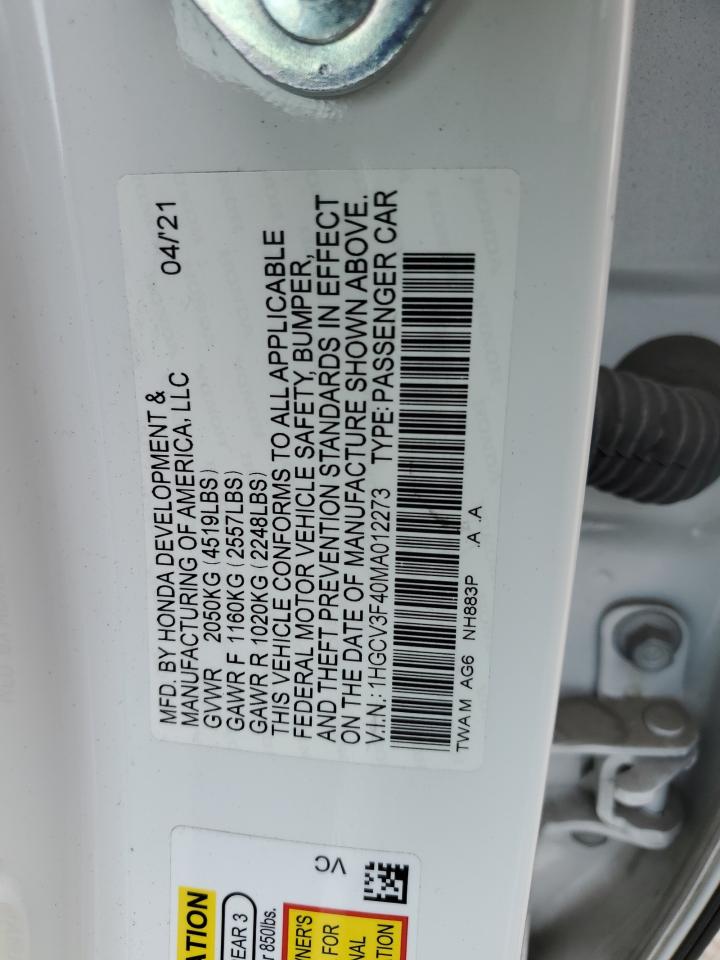 04/'21
MFD. BY HONDA DEVELOPMENT &
MANUFACTURING OF AMERICA, LLC
GVWR 2050KG (4519LBS)
GAWR F 1160KG (2557LBS)
GAWR R 1020KG (2248LBS)
THIS VEHICLE CONFORMS TO ALL APPLICABLE
FEDERAL MOTOR VEHICLE SAFETY, BUMPER,
AND THEFT PREVENTION STANDARDS IN EFFECT
ON THE DATE OF MANUFACTURE SHOWN ABOVE.
V.I.N.: 1HGCV3F40MA012273 TYPE: PASSENGER CAR
TWA M AG6 NH883P .A .A
VC
ATION
EAR 3
r 850lbs.
NER'S
FOR
NAL
ATION